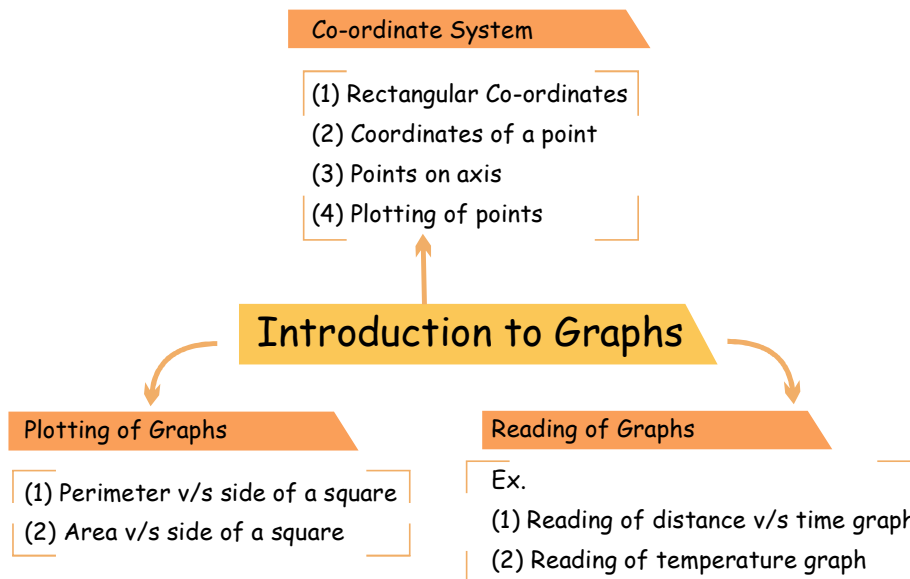 Co-ordinate System
(1) Rectangular Co-ordinates
(2) Coordinates of a point
(3) Points on axis
(4) Plotting of points
Introduction to Graphs
Plotting of Graphs
(1) Perimeter v/s side of a square
(2) Area v/s side of a square
Reading of Graphs
Ex.
(1) Reading of distance v/s time graph
(2) Reading of temperature graph